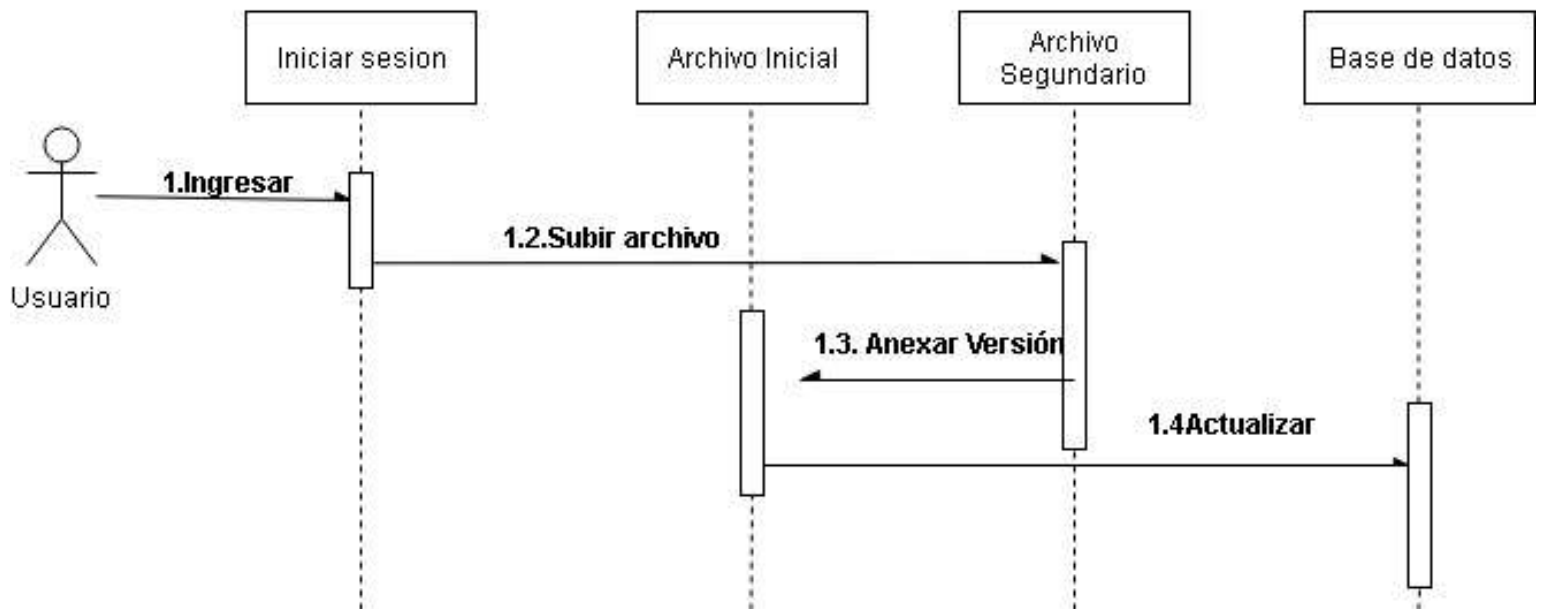 Iniciar sesion
Archivo Inicial
Archivo
Segundario
Base de datos
1.Ingresar
1.2.Subir archivo
Usuario
1.3. Anexar Versión
1.4Actualizar